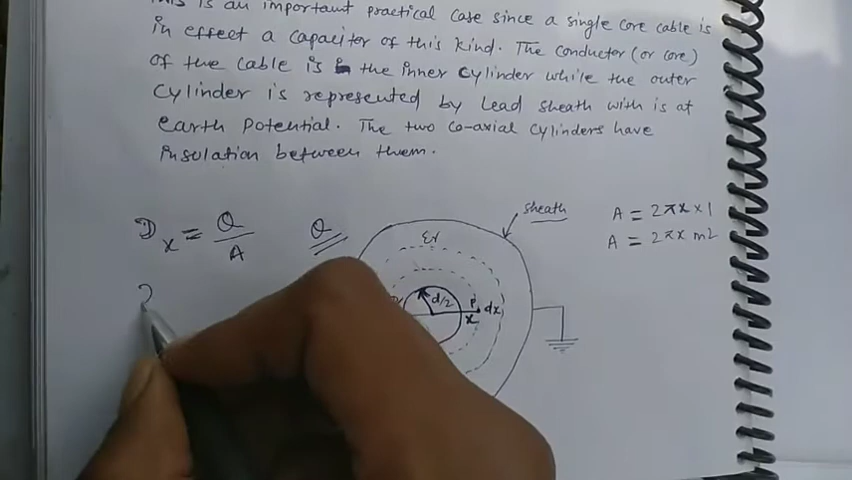 This is an important practical case since a single core cable is
in effect a capacitor of this kind. The conductor (or core)
of the cable is the inner cylinder while the outer
cylinder is represented by lead sheath with is at
earth potential. The two co-axial cylinders have
insulation between them.
D x = Q / A
Q
sheath
A = 2πx × 1
A = 2πx m2
εr
d/2
P
dx
x